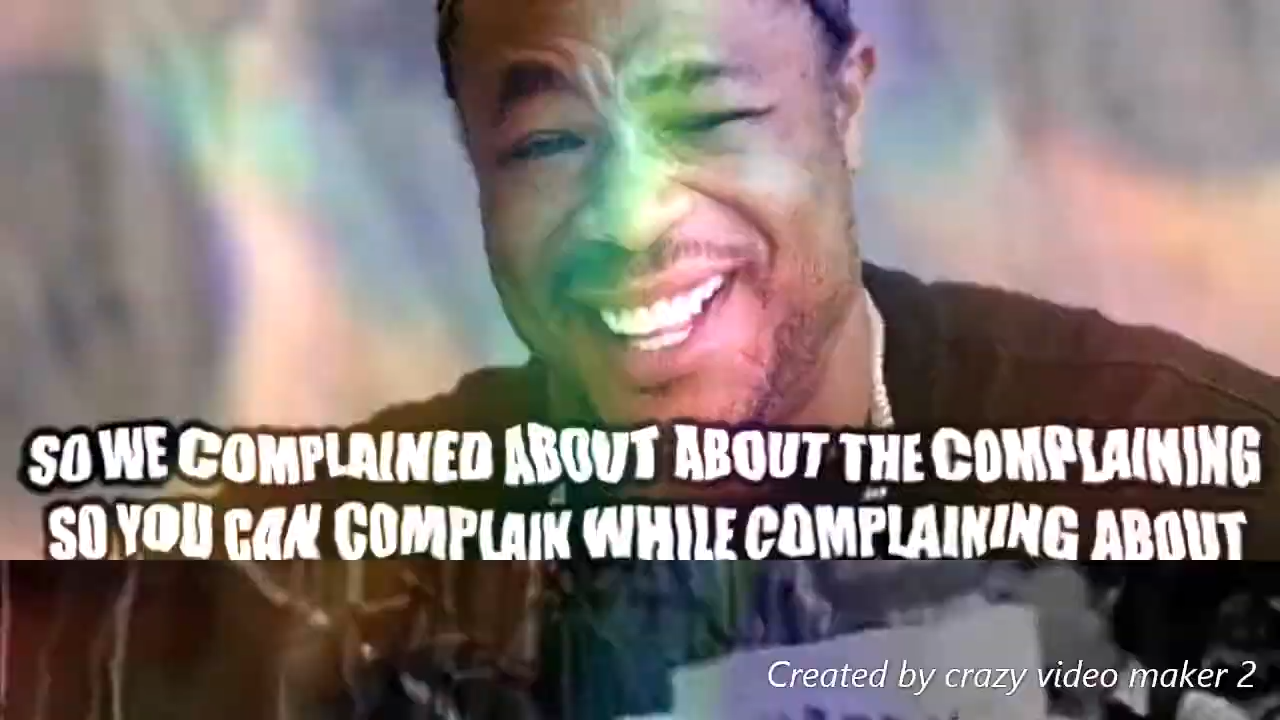 SO WE COMPLAINED ABOUT ABOUT THE COMPLAINING
SO YOU CAN COMPLAIN WHILE COMPLAINING ABOUT
Created by crazy video maker 2